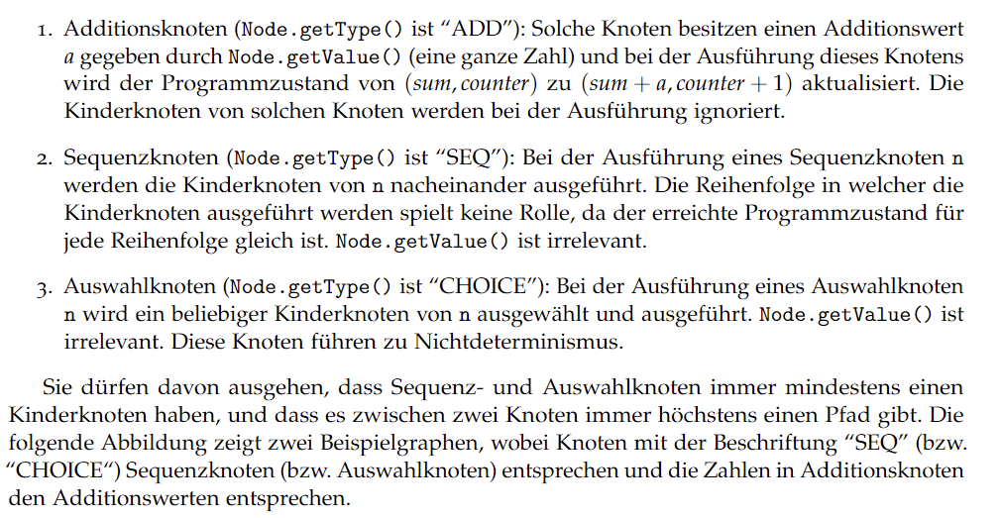 1. Additionsknoten (Node.getType() ist “ADD”): Solche Knoten besitzen einen Additionswert
a gegeben durch Node.getValue() (eine ganze Zahl) und bei der Ausführung dieses Knotens
wird der Programmzustand von (sum, counter) zu (sum + a, counter + 1) aktualisiert. Die
Kinderknoten von solchen Knoten werden bei der Ausführung ignoriert.
2. Sequenzknoten (Node.getType() ist “SEQ”): Bei der Ausführung eines Sequenzknoten n
werden die Kinderknoten von n nacheinander ausgeführt. Die Reihenfolge in welcher die
Kinderknoten ausgeführt werden spielt keine Rolle, da der erreichte Programmzustand für
jede Reihenfolge gleich ist. Node.getValue() ist irrelevant.
3. Auswahlknoten (Node.getType() ist “CHOICE”): Bei der Ausführung eines Auswahlknoten
n wird ein beliebiger Kinderknoten von n ausgewählt und ausgeführt. Node.getValue() ist
irrelevant. Diese Knoten führen zu Nichtdeterminismus.
Sie dürfen davon ausgehen, dass Sequenz- und Auswahlknoten immer mindestens einen
Kinderknoten haben, und dass es zwischen zwei Knoten immer höchstens einen Pfad gibt. Die
folgende Abbildung zeigt zwei Beispielgraphen, wobei Knoten mit der Beschriftung “SEQ” (bzw.
“CHOICE“) Sequenzknoten (bzw. Auswahlknoten) entsprechen und die Zahlen in Additionsknoten
den Additionswerten entsprechen.